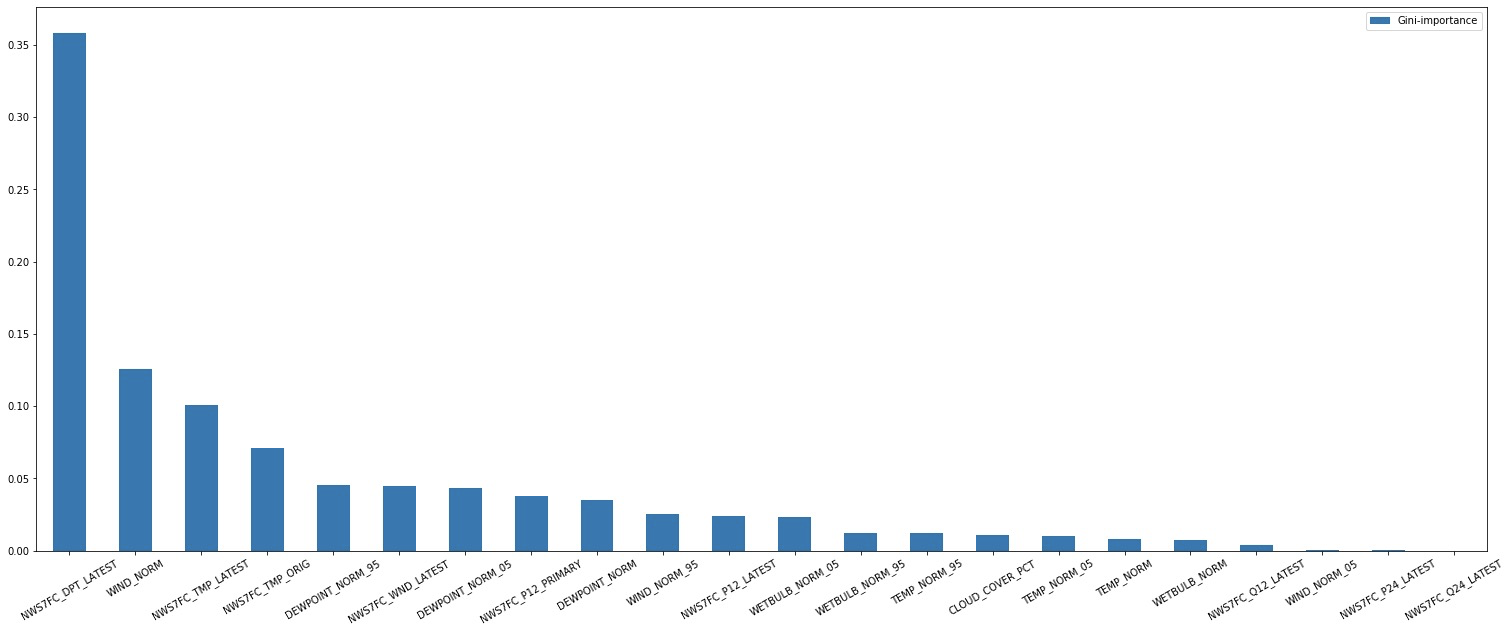 Gini-importance
0.35
0.30
0.25
0.20
0.15
0.10
0.05
0.00
NWS7FC_DPT_LATEST
WIND_NORM
NWS7FC_TMP_LATEST
NWS7FC_TMP_ORIG
DEWPOINT_NORM_95
NWS7FC_WND_LATEST
DEWPOINT_NORM_05
NWS7FC_P12_PRIMARY
DEWPOINT_NORM
WIND_NORM_95
NWS7FC_P12_LATEST
WETBULB_NORM_05
WETBULB_NORM_95
TEMP_NORM_95
CLOUD_COVER_PCT
TEMP_NORM_05
TEMP_NORM
WETBULB_NORM
NWS7FC_Q12_LATEST
WIND_NORM_05
NWS7FC_P24_LATEST
NWS7FC_Q24_LATEST